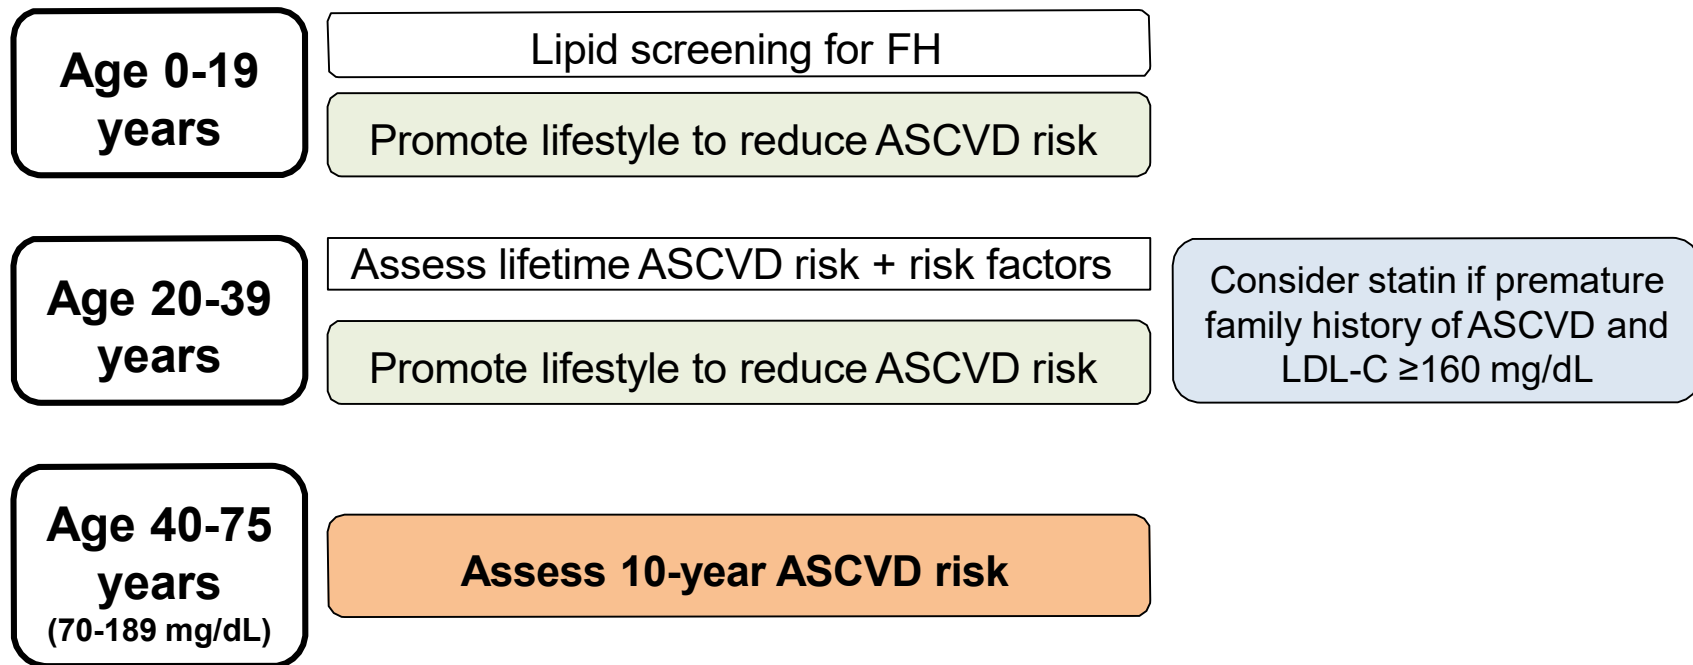 Age 0-19
years
Lipid screening for FH
Promote lifestyle to reduce ASCVD risk
Age 20-39
years
Assess lifetime ASCVD risk + risk factors
Promote lifestyle to reduce ASCVD risk
Consider statin if premature
family history of ASCVD and
LDL-C ≥160 mg/dL
Age 40-75
years
(70-189 mg/dL)
Assess 10-year ASCVD risk